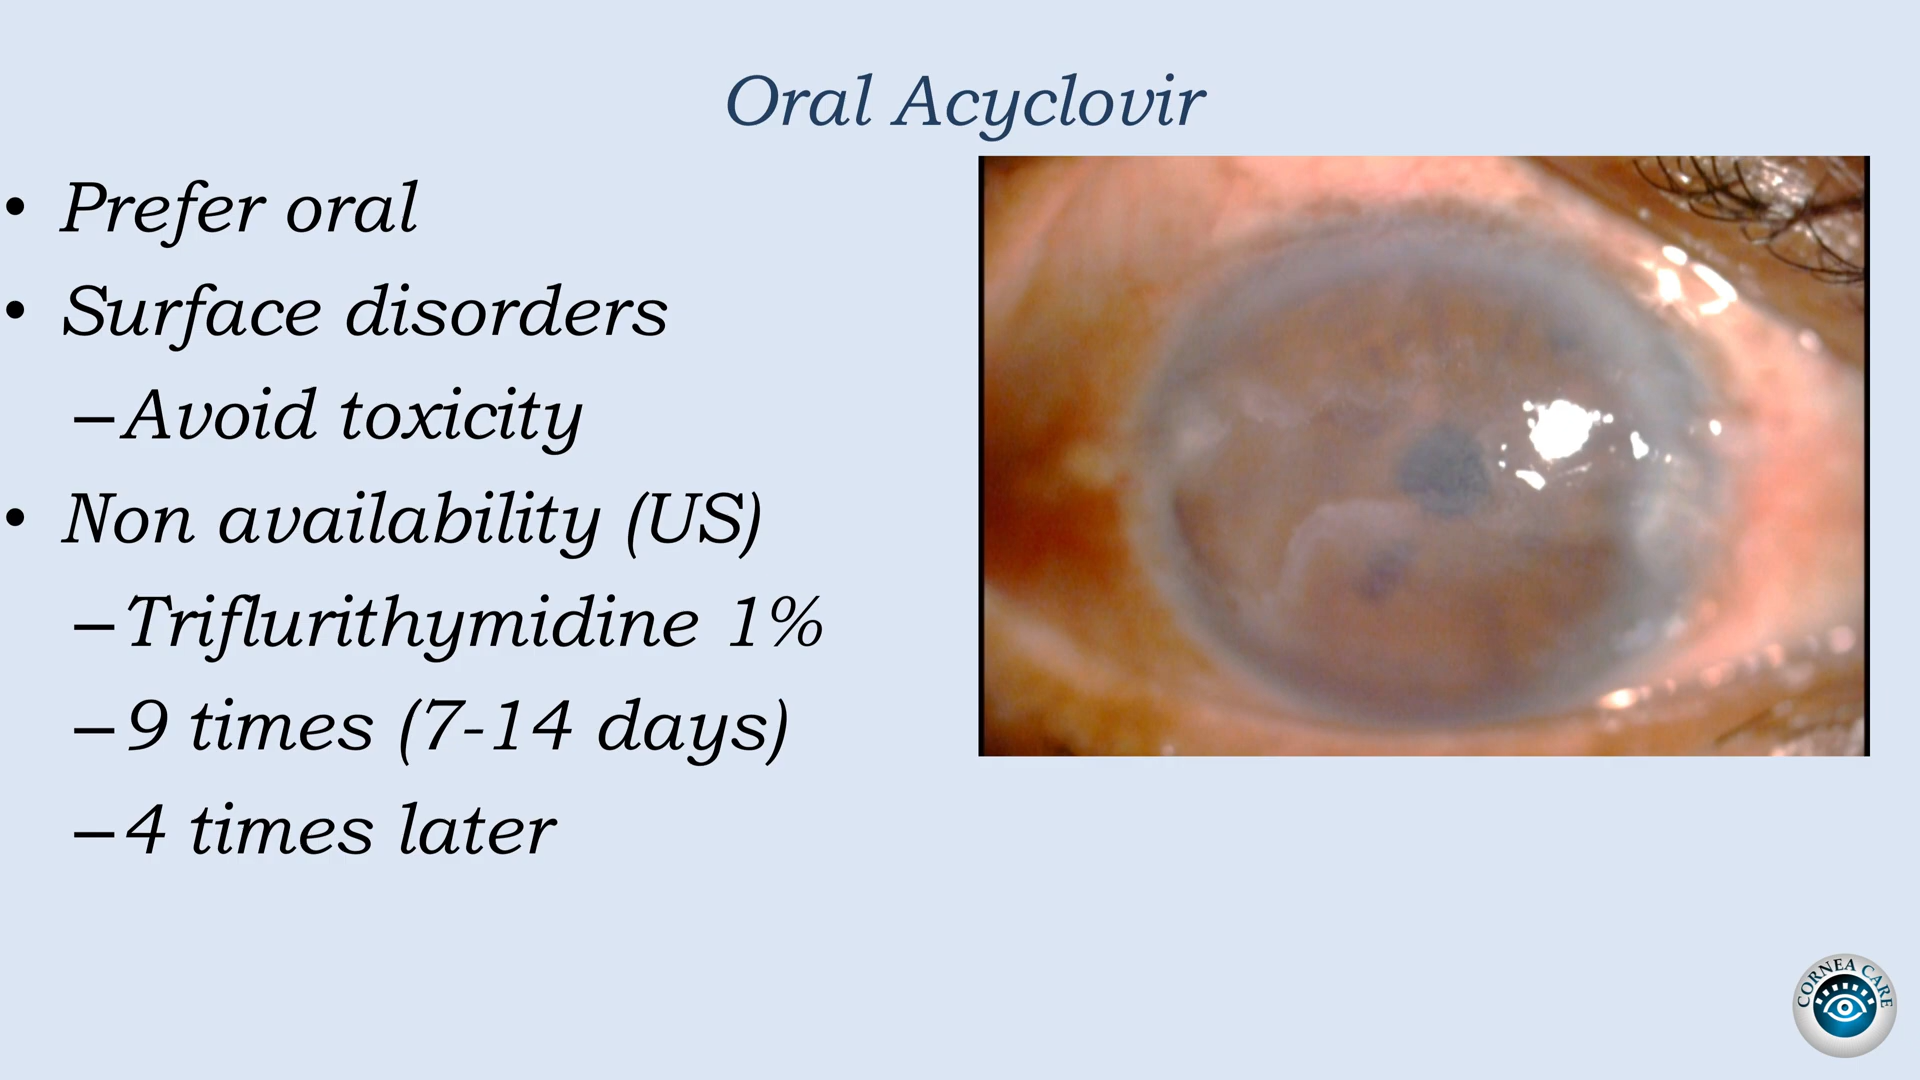 Oral Acyclovir
• Prefer oral
• Surface disorders
–Avoid toxicity
• Non availability (US)
–Triflurithymidine 1%
–9 times (7-14 days)
–4 times later
CORNEA CARE